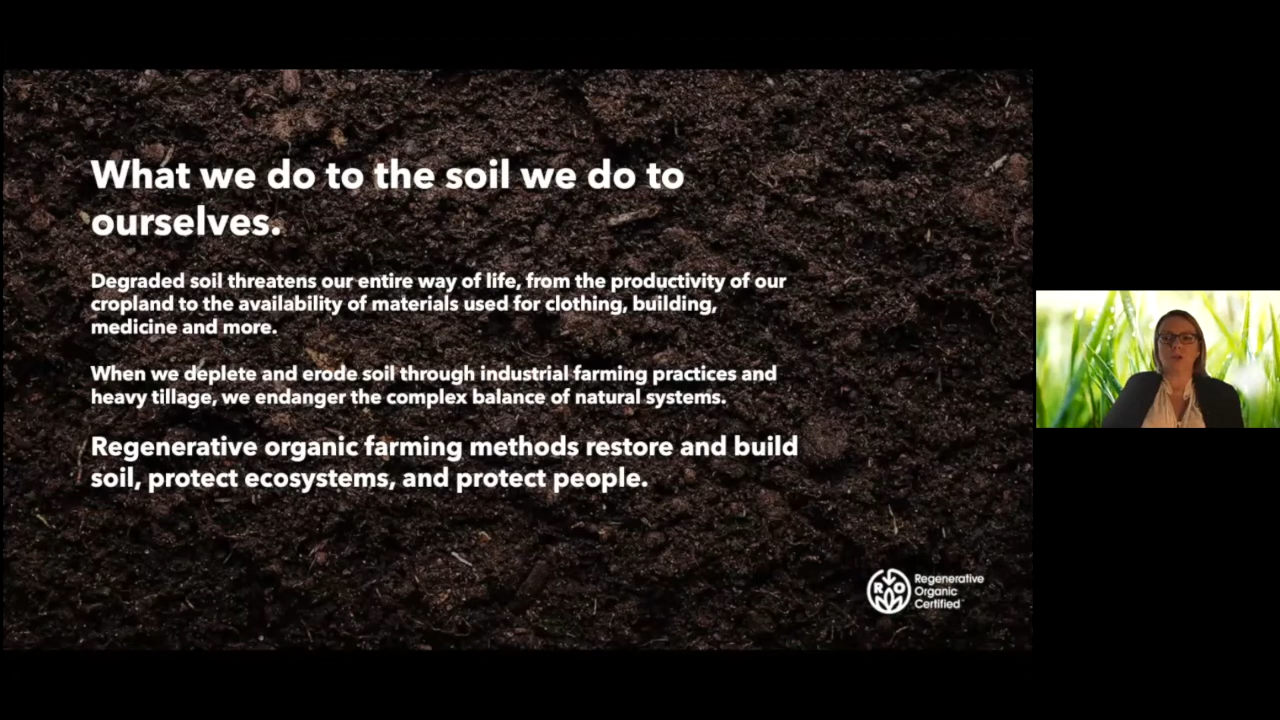 What we do to the soil we do to
ourselves.
Degraded soil threatens our entire way of life, from the productivity of our
cropland to the availability of materials used for clothing, building,
medicine and more.
When we deplete and erode soil through industrial farming practices and
heavy tillage, we endanger the complex balance of natural systems.
Regenerative organic farming methods restore and build
soil, protect ecosystems, and protect people.
R O
Regenerative
Organic
Certified